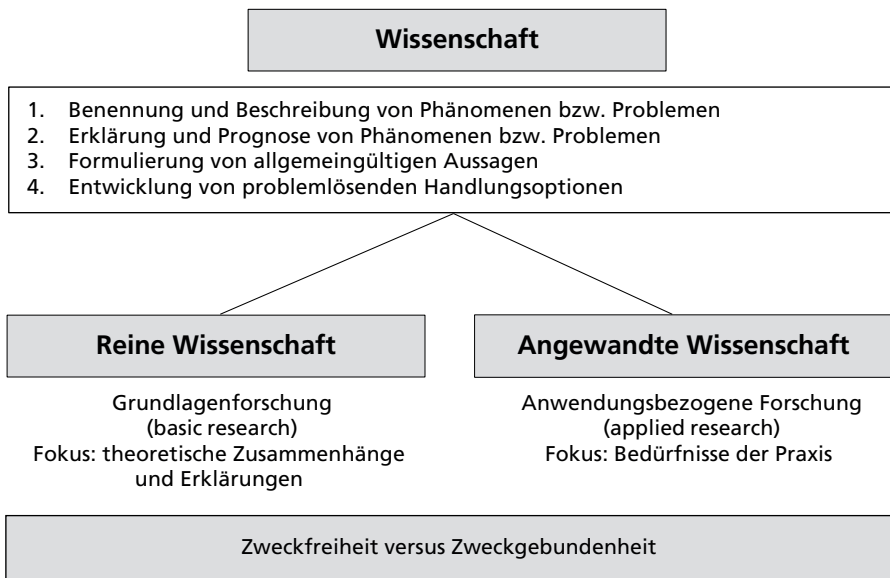 Wissenschaft
1. Benennung und Beschreibung von Phänomenen bzw. Problemen
2. Erklärung und Prognose von Phänomenen bzw. Problemen
3. Formulierung von allgemeingültigen Aussagen
4. Entwicklung von problemlösenden Handlungsoptionen
Reine Wissenschaft
Grundlagenforschung
(basic research)
Fokus: theoretische Zusammenhänge
und Erklärungen
Angewandte Wissenschaft
Anwendungsbezogene Forschung
(applied research)
Fokus: Bedürfnisse der Praxis
Zweckfreiheit versus Zweckgebundenheit